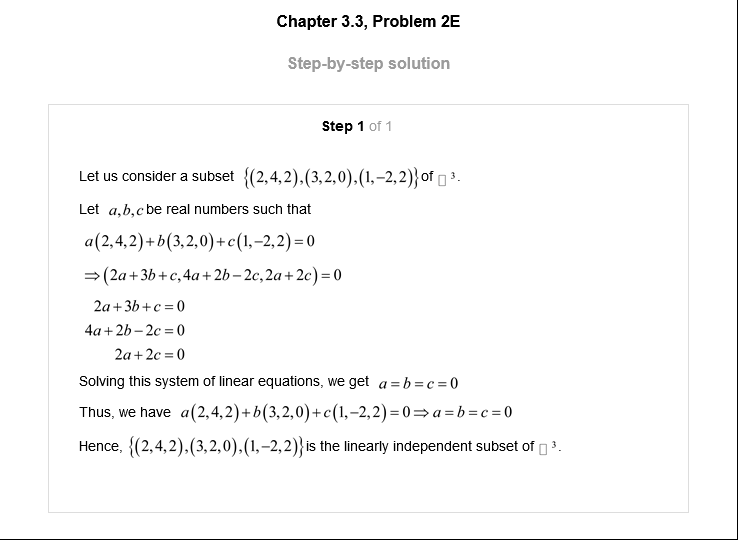 Chapter 3.3, Problem 2E
Step-by-step solution
Step 1 of 1
Let us consider a subset {(2,4,2),(3,2,0),(1,−2,2)} of □ ³.
Let a,b,c be real numbers such that
a(2,4,2)+b(3,2,0)+c(1,−2,2)=0
⇒(2a+3b+c,4a+2b−2c,2a+2c)=0
2a+3b+c=0
4a+2b−2c=0
2a+2c=0
Solving this system of linear equations, we get a=b=c=0
Thus, we have a(2,4,2)+b(3,2,0)+c(1,−2,2)=0⇒a=b=c=0
Hence, {(2,4,2),(3,2,0),(1,−2,2)} is the linearly independent subset of □ ³.